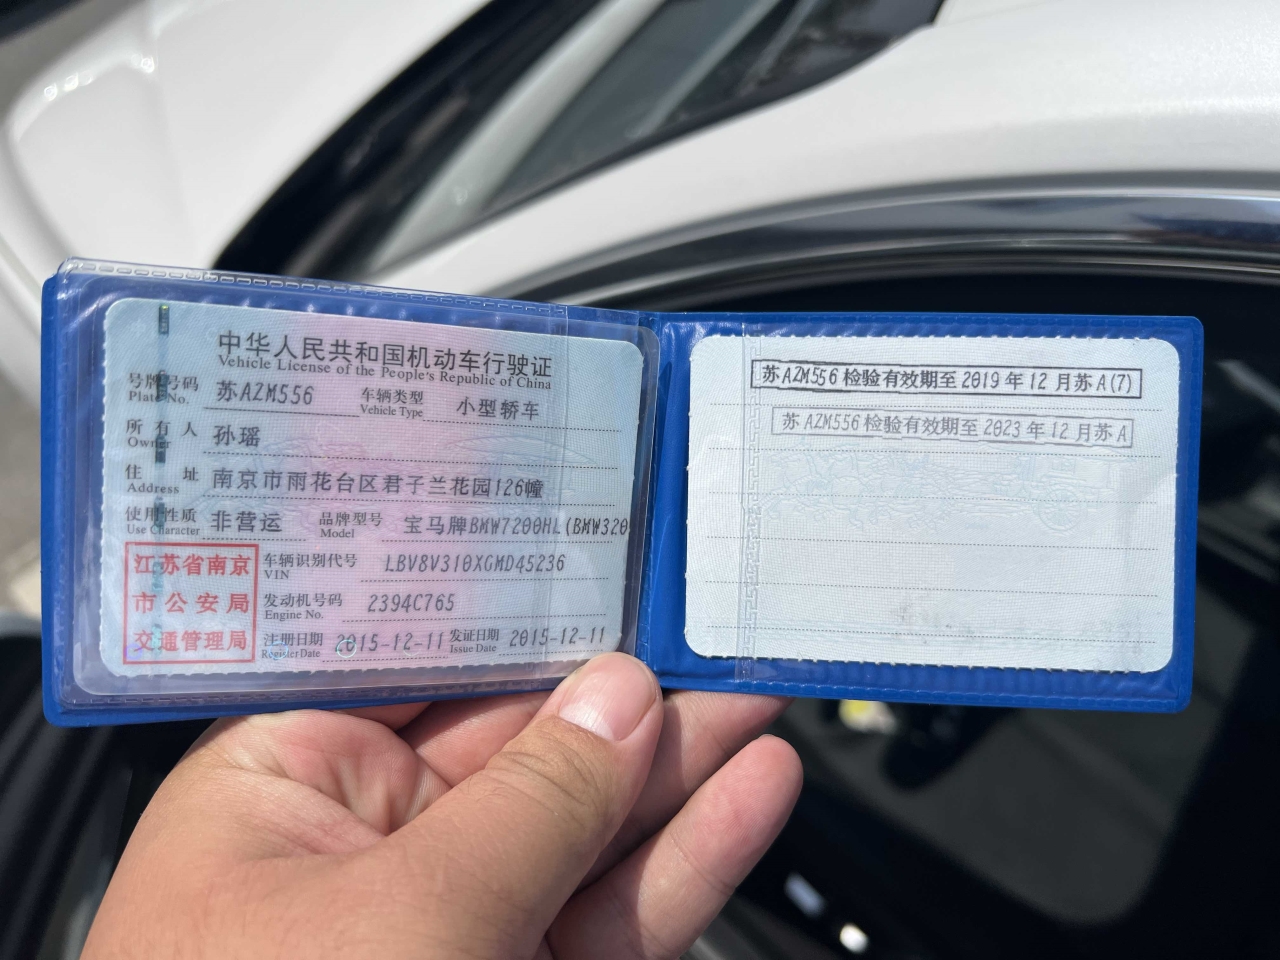 中华人民共和国机动车行驶证
Vehicle License of the People's Republic of China
号牌号码 苏AZM556 车辆类型 小型轿车
Plate No. Vehicle Type
所有人 孙瑶
Owner
住址 南京市雨花台区君子兰花园126幢
Address
使用性质 非营运 品牌型号 宝马牌BMW7200HL(BMW320
Use Character Model
江苏省南京
市公安局
交通管理局
车辆识别代号 LBV8V310XGMD45236
VIN
发动机号码 2394C765
Engine No.
注册日期 2015-12-11 发证日期 2015-12-11
Register Date Issue Date
苏AZM556检验有效期至2019年12月苏A(7)
苏AZM556检验有效期至2023年12月苏A